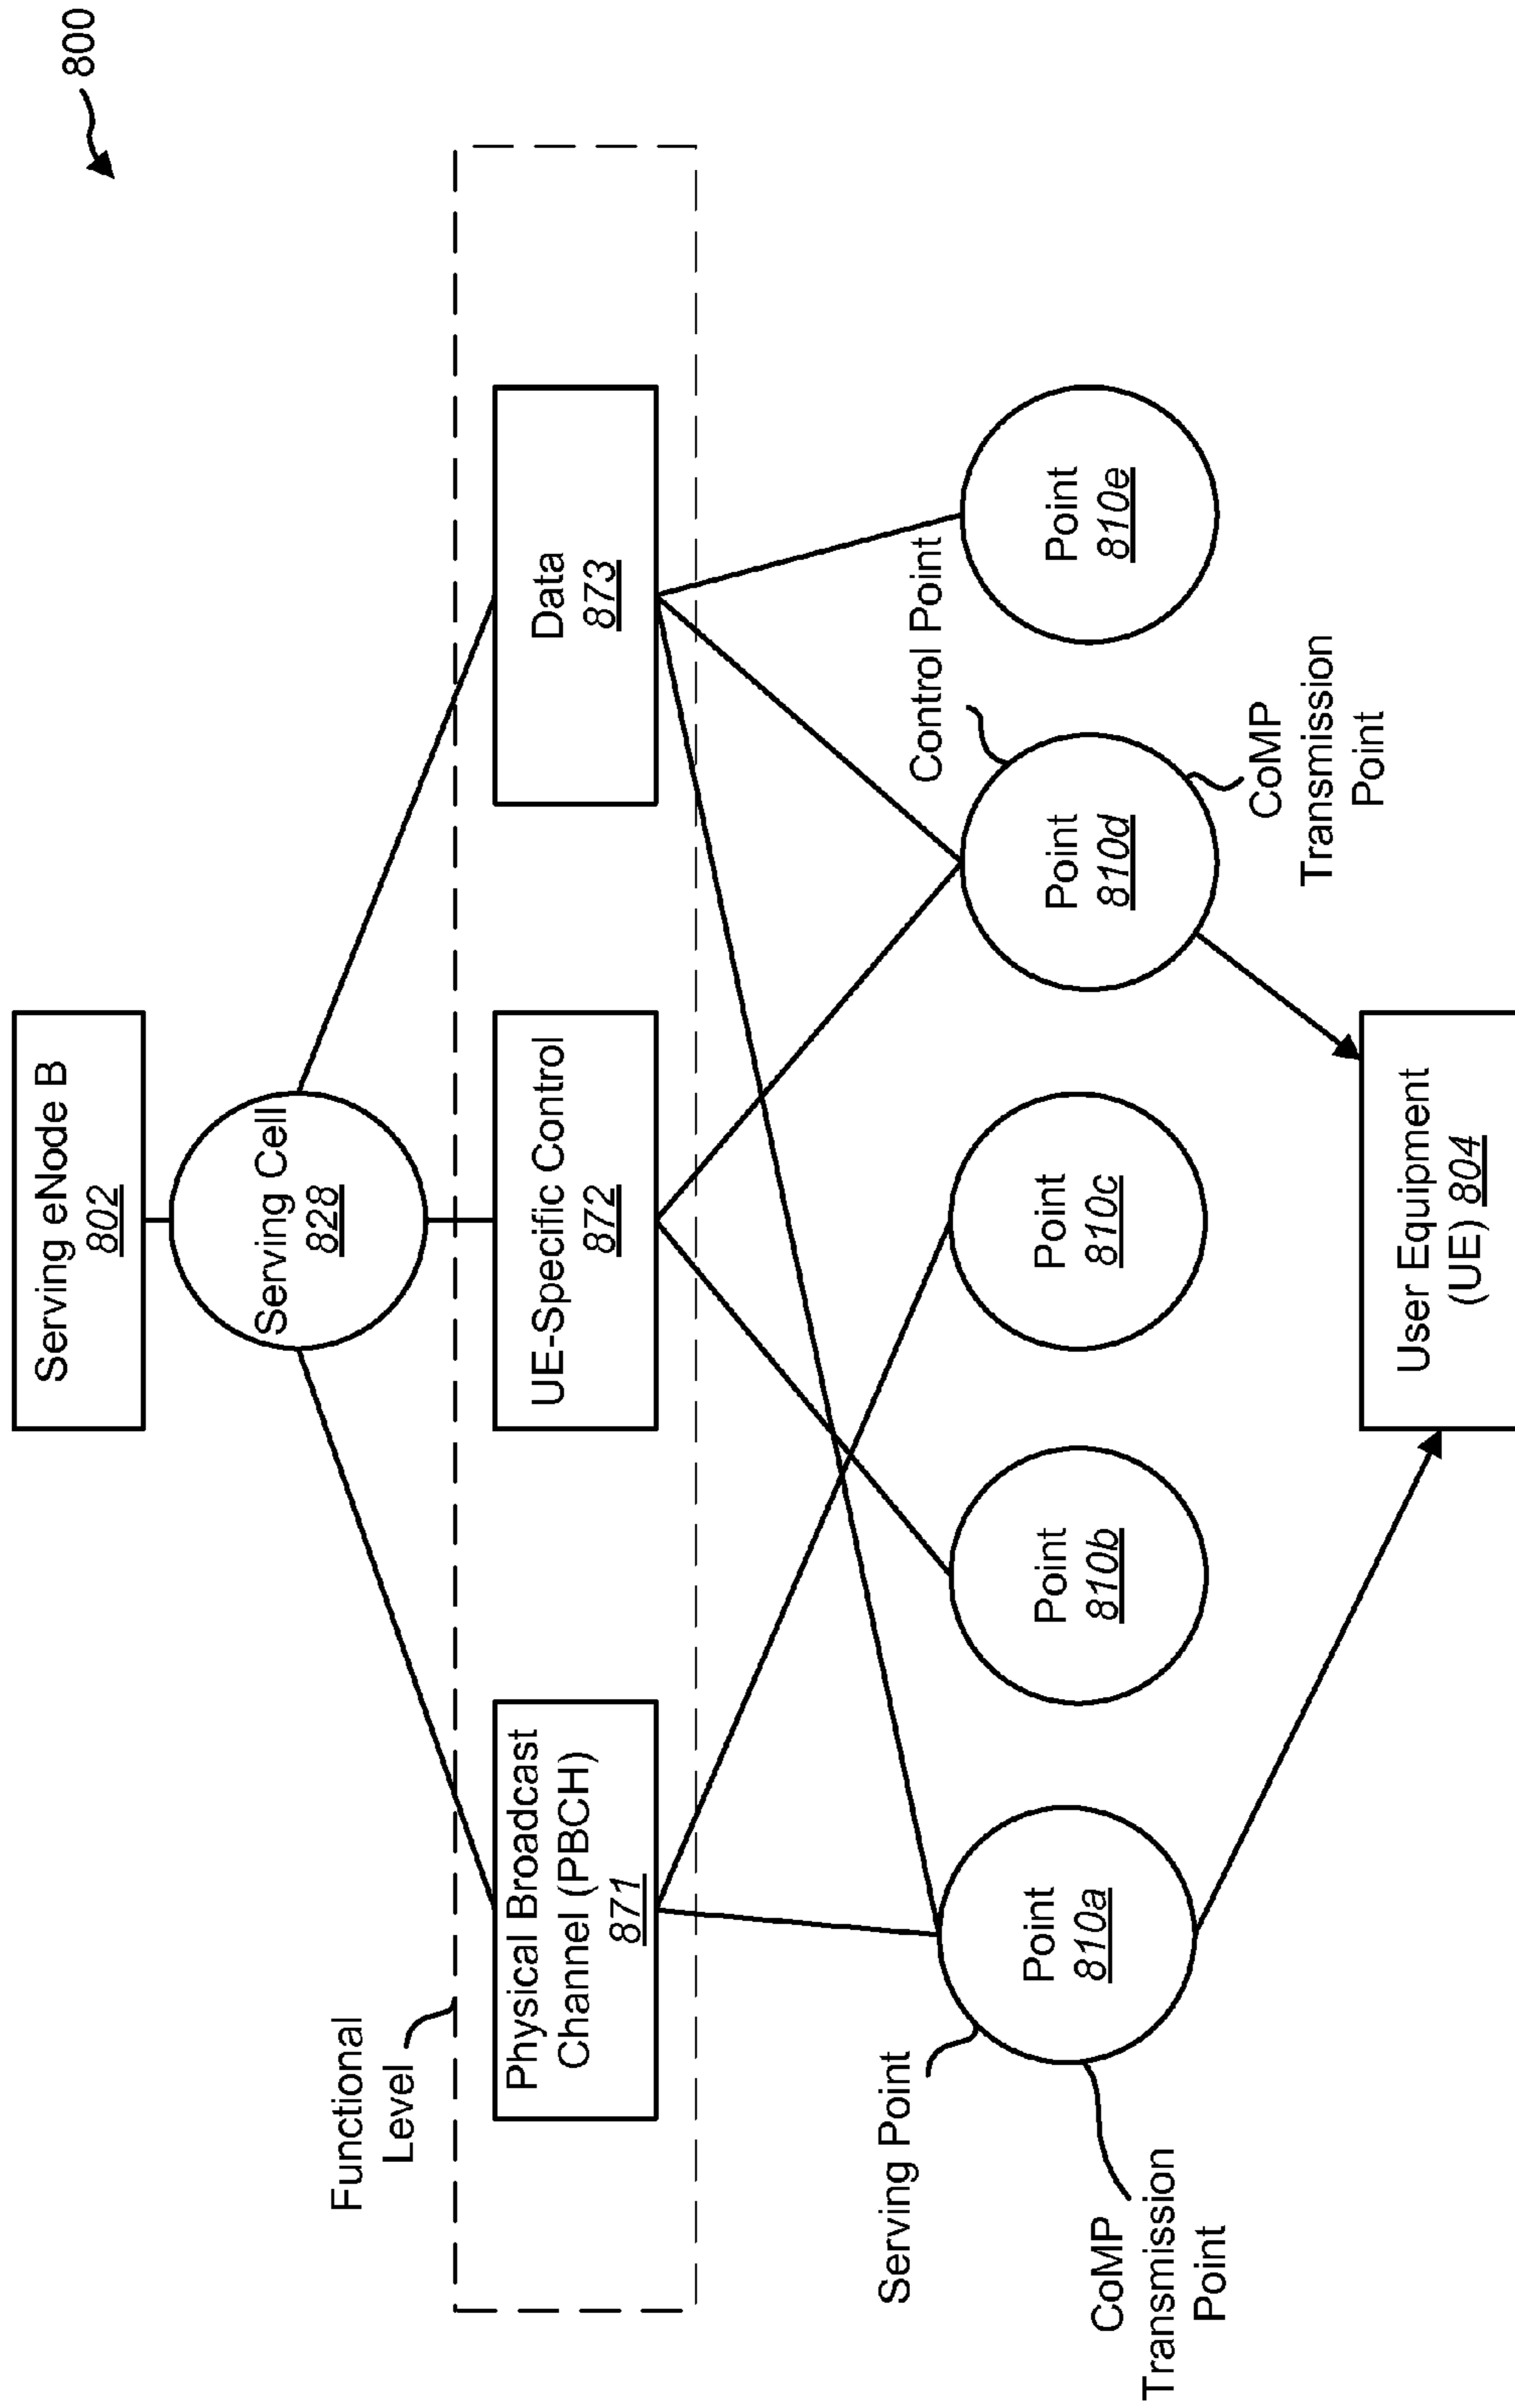 800
Serving eNode B
802
Serving Cell
828
Functional
Level
Physical Broadcast
Channel (PBCH)
871
UE-Specific Control
872
Data
873
Serving Point
Control Point
Point
810a
Point
810b
Point
810c
Point
810d
Point
810e
CoMP
Transmission
Point
CoMP
Transmission
Point
User Equipment
(UE) 804